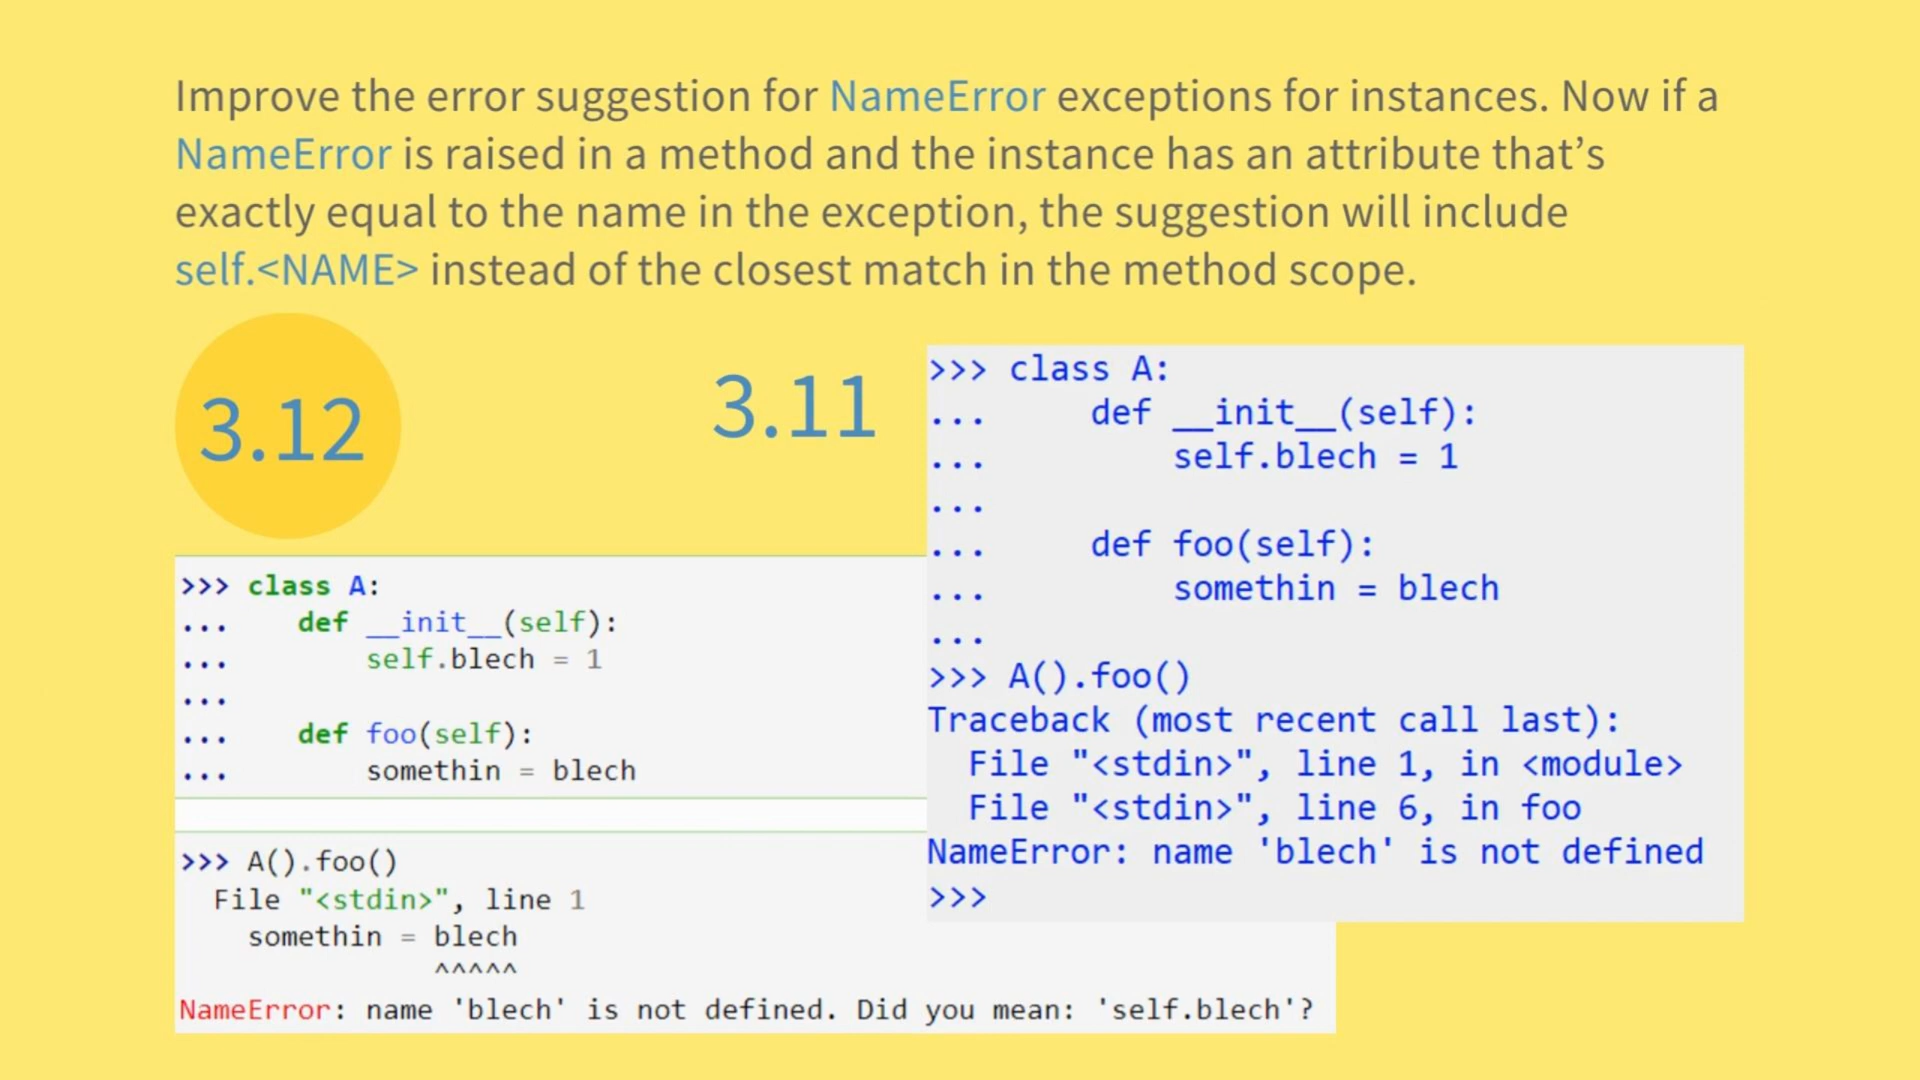 Improve the error suggestion for NameError exceptions for instances. Now if a
NameError is raised in a method and the instance has an attribute that’s
exactly equal to the name in the exception, the suggestion will include
self.<NAME> instead of the closest match in the method scope.
3.12
>>> class A:
...    def __init__(self):
...        self.blech = 1
...
...    def foo(self):
...        somethin = blech
>>> A().foo()
  File "<stdin>", line 1
    somethin = blech
               ^^^^^
NameError: name 'blech' is not defined. Did you mean: 'self.blech'?
3.11
>>> class A:
...     def __init__(self):
...         self.blech = 1
...
...     def foo(self):
...         somethin = blech
...
>>> A().foo()
Traceback (most recent call last):
  File "<stdin>", line 1, in <module>
  File "<stdin>", line 6, in foo
NameError: name 'blech' is not defined
>>>